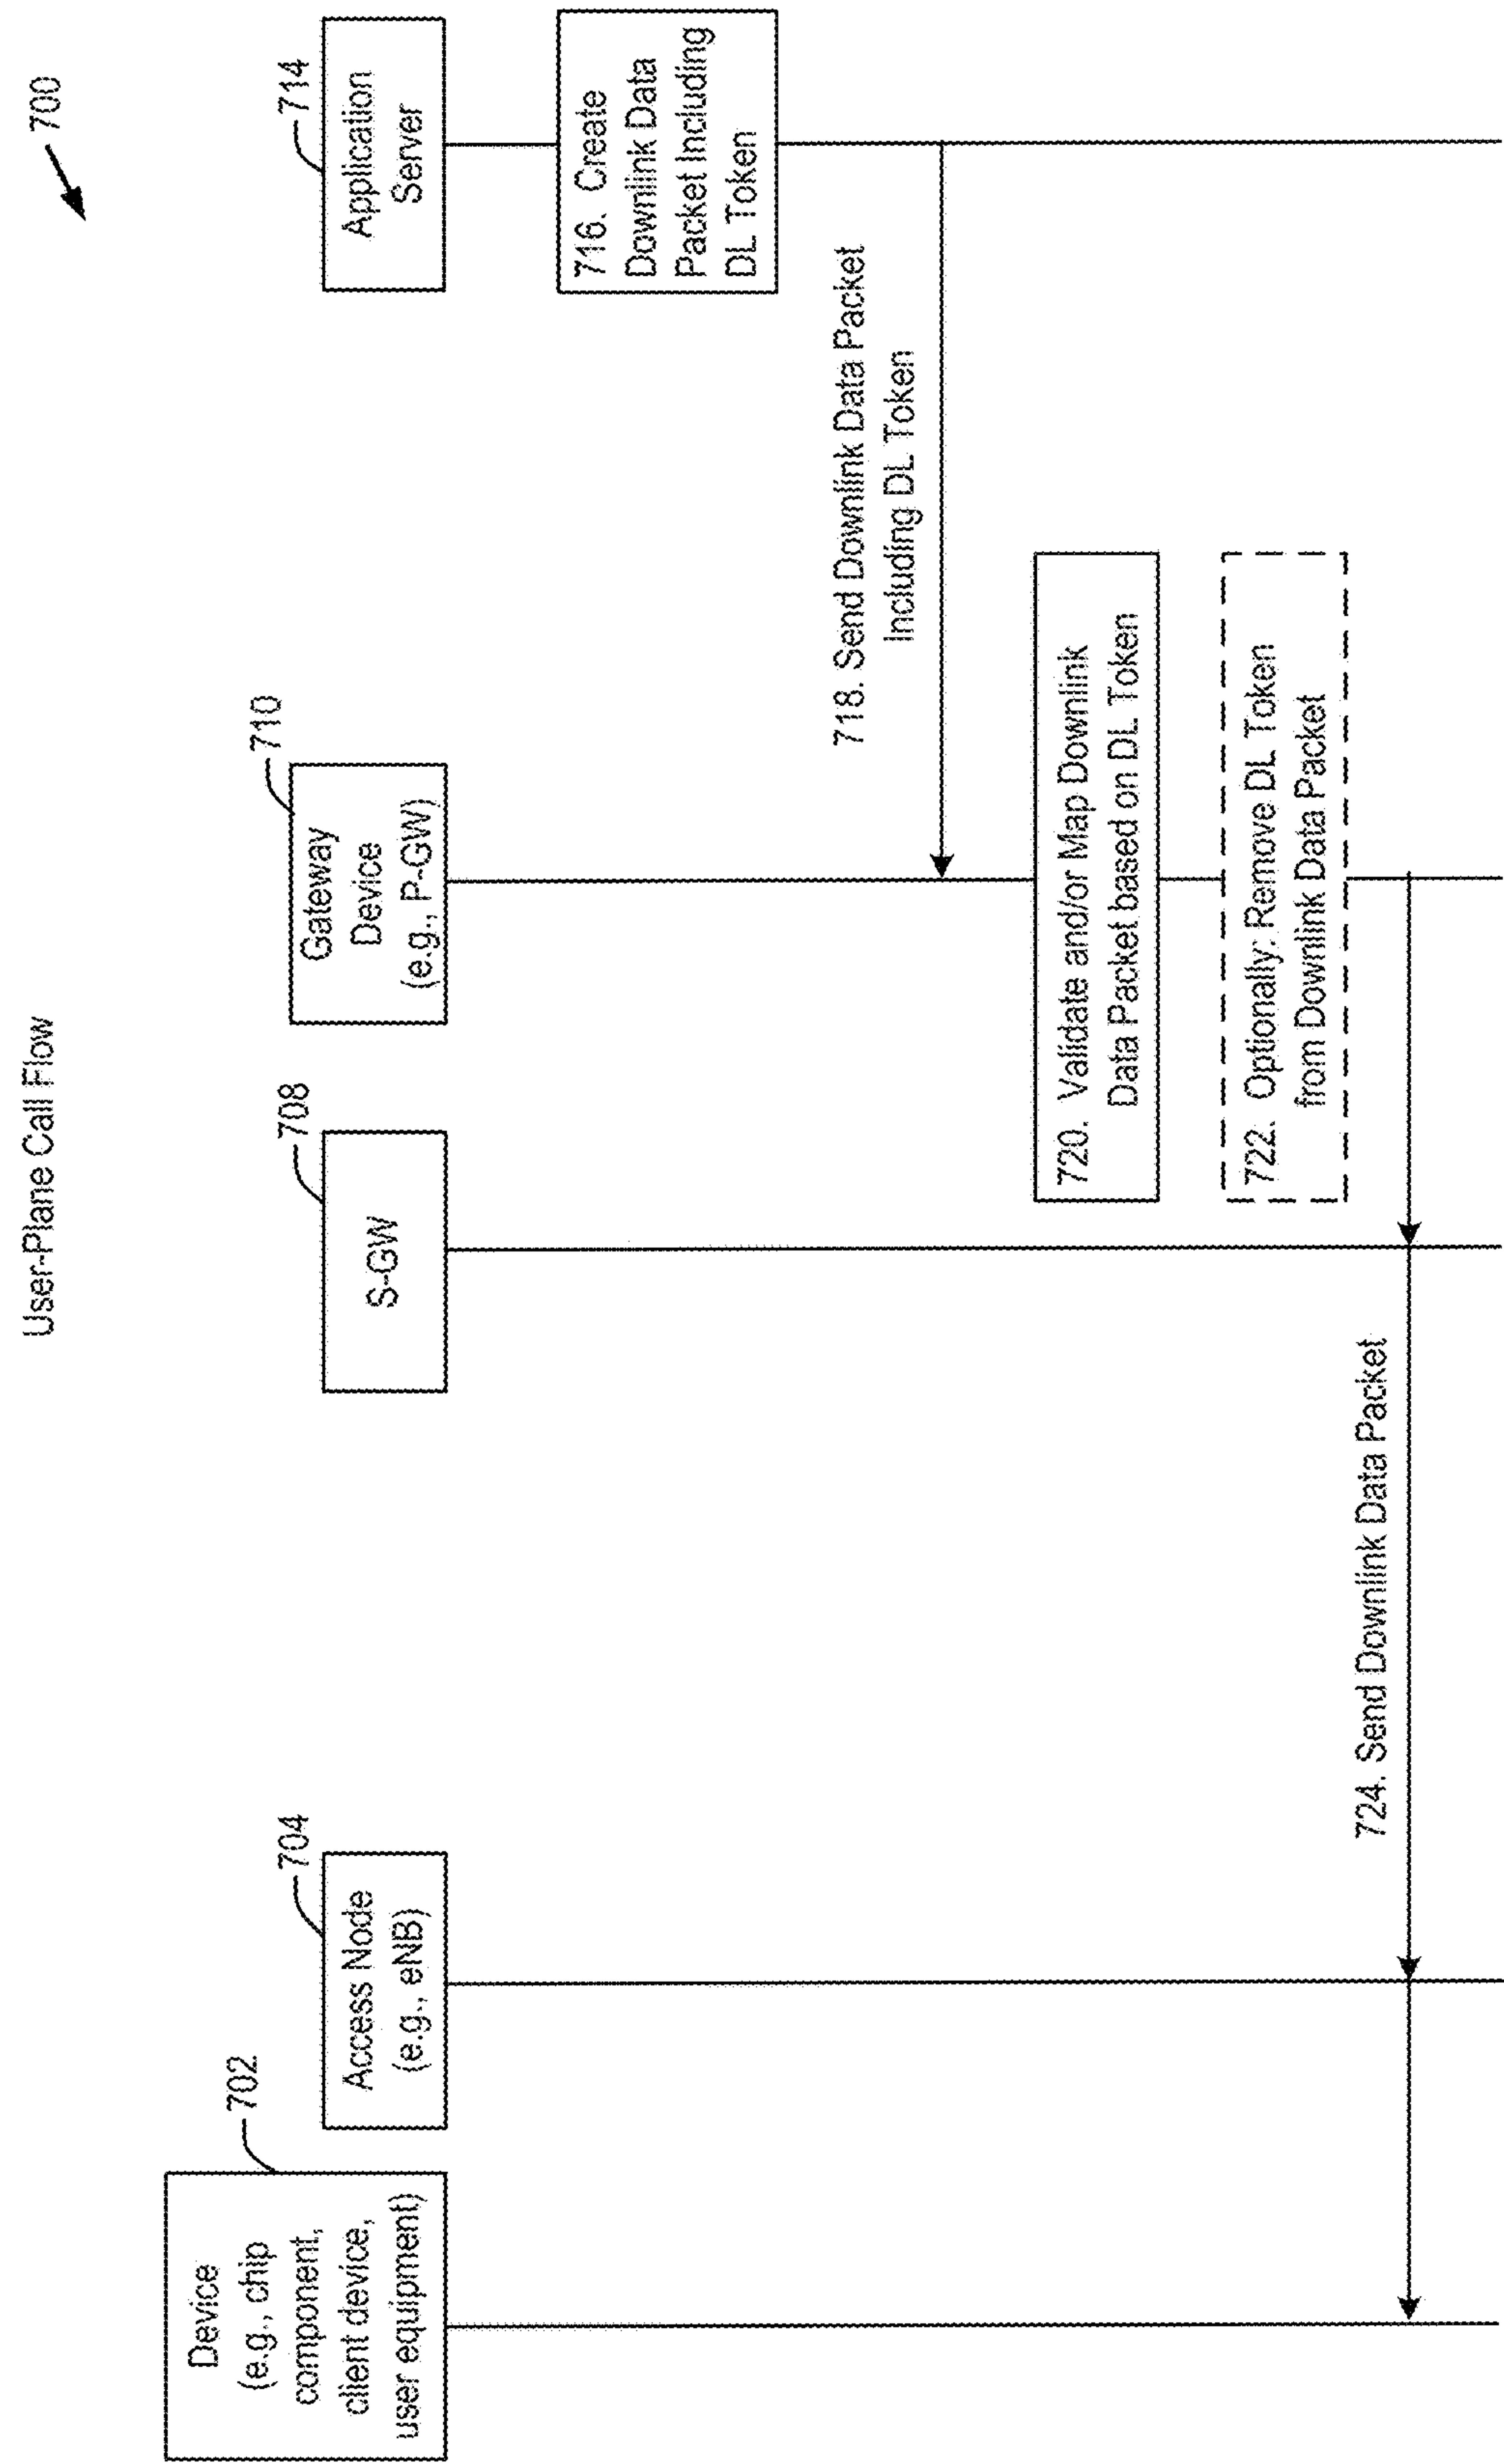 User-Plane Call Flow
700
702
Device
(e.g., chip
component,
client device,
user equipment)
704
Access Node
(e.g., eNB)
708
S-GW
710
Gateway
Device
(e.g., P-GW)
714
Application
Server
716. Create
Downlink Data
Packet Including
DL Token
718. Send Downlink Data Packet
Including DL Token
720. Validate and/or Map Downlink
Data Packet based on DL Token
722. Optionally: Remove DL Token
from Downlink Data Packet
724. Send Downlink Data Packet